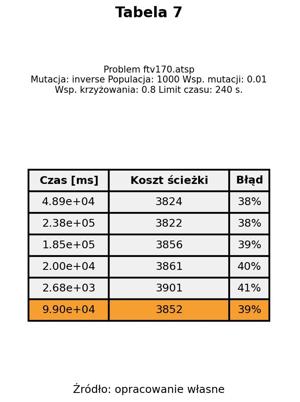 Tabela 7
Problem ftv170.atsp
Mutacja: inverse Populacja: 1000 Wsp. mutacji: 0.01
Wsp. krzyżowania: 0.8 Limit czasu: 240 s.
Czas [ms] Koszt ścieżki Błąd
4.89e+04 3824 38%
2.38e+05 3822 38%
1.85e+05 3856 39%
2.00e+04 3861 40%
2.68e+03 3901 41%
9.90e+04 3852 39%
Źródło: opracowanie własne